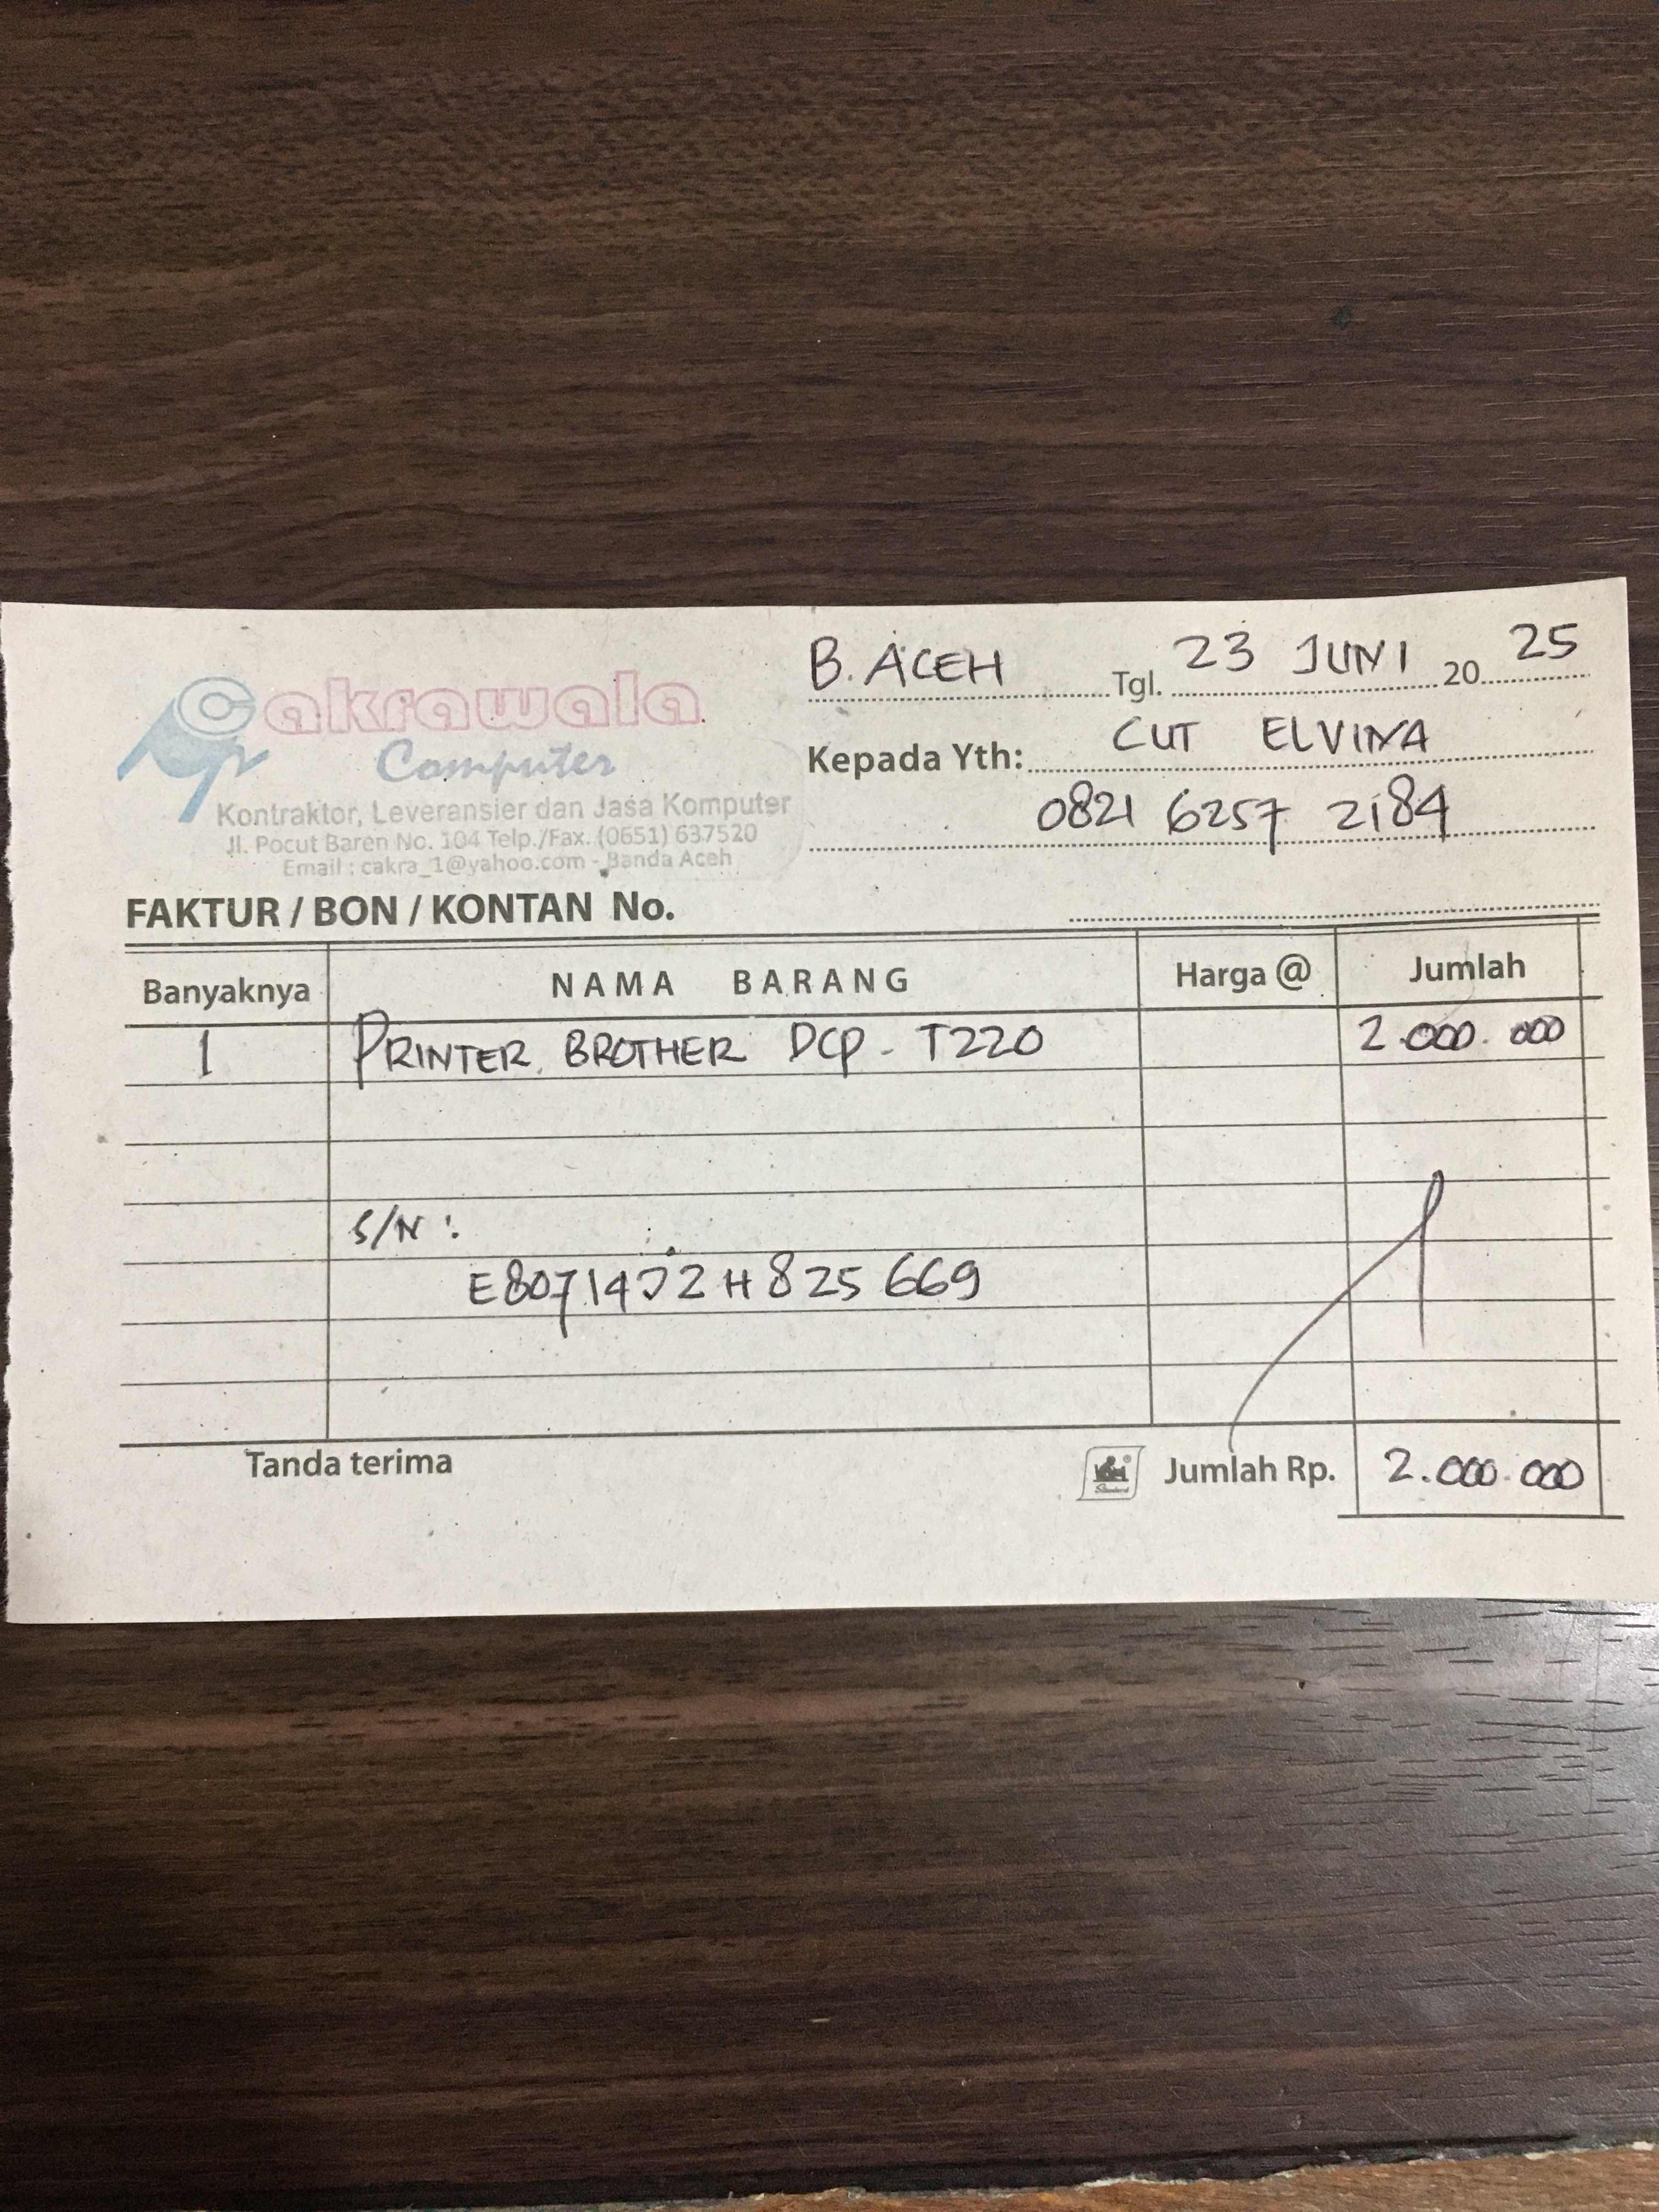 Cakrawala
Computer
Kontraktor, Leveransier dan Jasa Komputer
Jl. Pocut Baren No. 104 Telp./Fax. (0651) 637520
Email : cakra_1@yahoo.com - Banda Aceh
B. ACEH Tgl. 23 JUNI 20 25
Kepada Yth: CUT ELVINA
0821 6257 2184
FAKTUR / BON / KONTAN No.
Banyaknya NAMA BARANG Harga @ Jumlah
1 PRINTER BROTHER DCP - T220 2.000.000
S/N :
E80714J2H825669
Tanda terima Jumlah Rp. 2.000.000